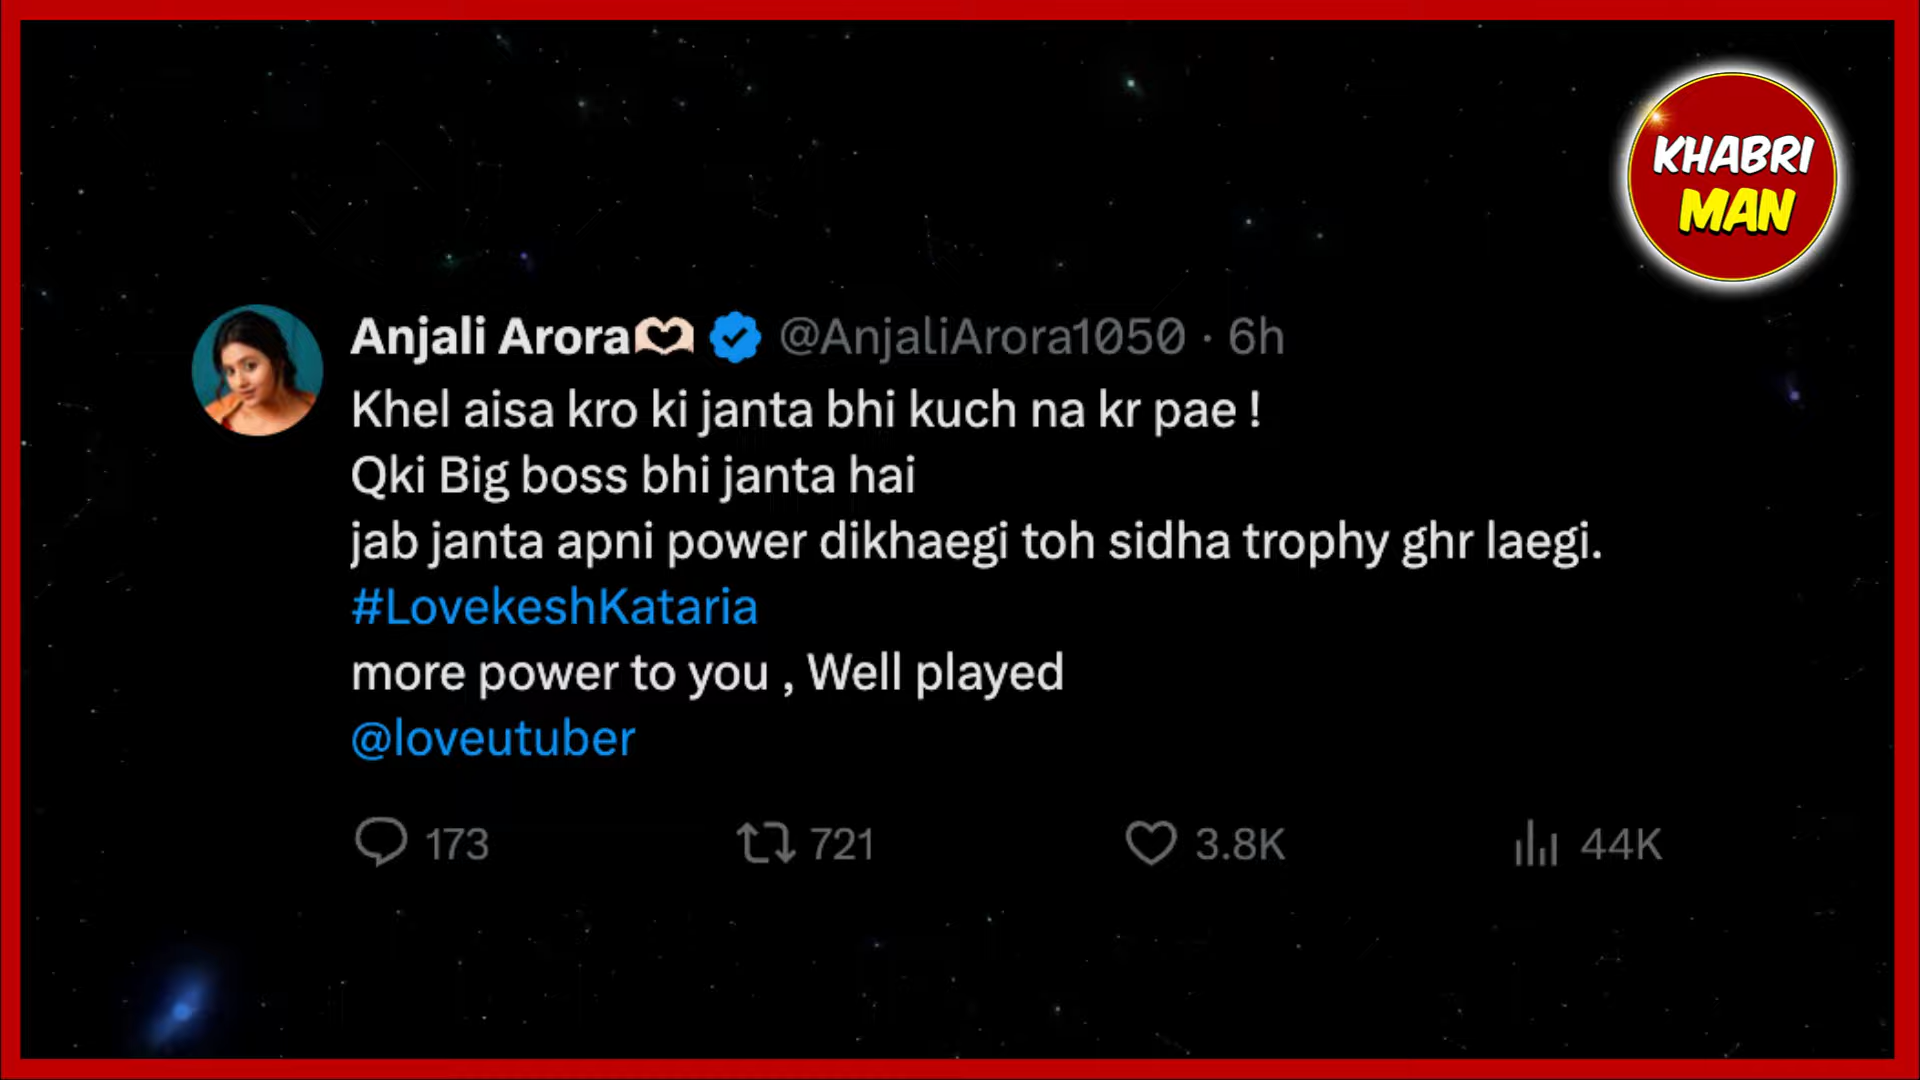 KHABRI
MAN
Anjali Arora🫶🏻 @AnjaliArora1050 · 6h
Khel aisa kro ki janta bhi kuch na kr pae !
Qki Big boss bhi janta hai
jab janta apni power dikhaegi toh sidha trophy ghr laegi.
#LovekeshKataria
more power to you , Well played
@loveutuber
173 721 3.8K 44K